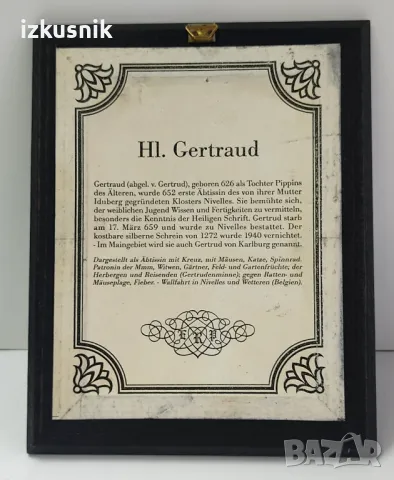 izkusnik
Hl. Gertraud
Gertraud (abgel. v. Gertrud), geboren 626 als Tochter Pippins
des Älteren, wurde 652 erste Äbtissin des von ihrer Mutter
Iduberg gegründeten Klosters Nivelles. Sie bemühte sich,
der weiblichen Jugend Wissen und Fertigkeiten zu vermitteln,
besonders die Kenntnis der Heiligen Schrift. Gertrud starb
am 17. März 659 und wurde zu Nivelles bestattet. Der
kostbare silberne Schrein von 1272 wurde 1940 vernichtet.
- Im Maingebiet wird sie auch Gertrud von Karlburg genannt.
Dargestellt als Äbtissin mit Kreuz, mit Mäusen, Katze, Spinnrad.
Patronin der Mmm, Witwen, Gärtner, Feld- und Gartenfrüchte; der
Herbergen und Reisenden (Gertrudenminne); gegen Ratten- und
Mäuseplage, Fieber. - Wallfahrt in Nivelles und Wetteren (Belgien).
BAZAR